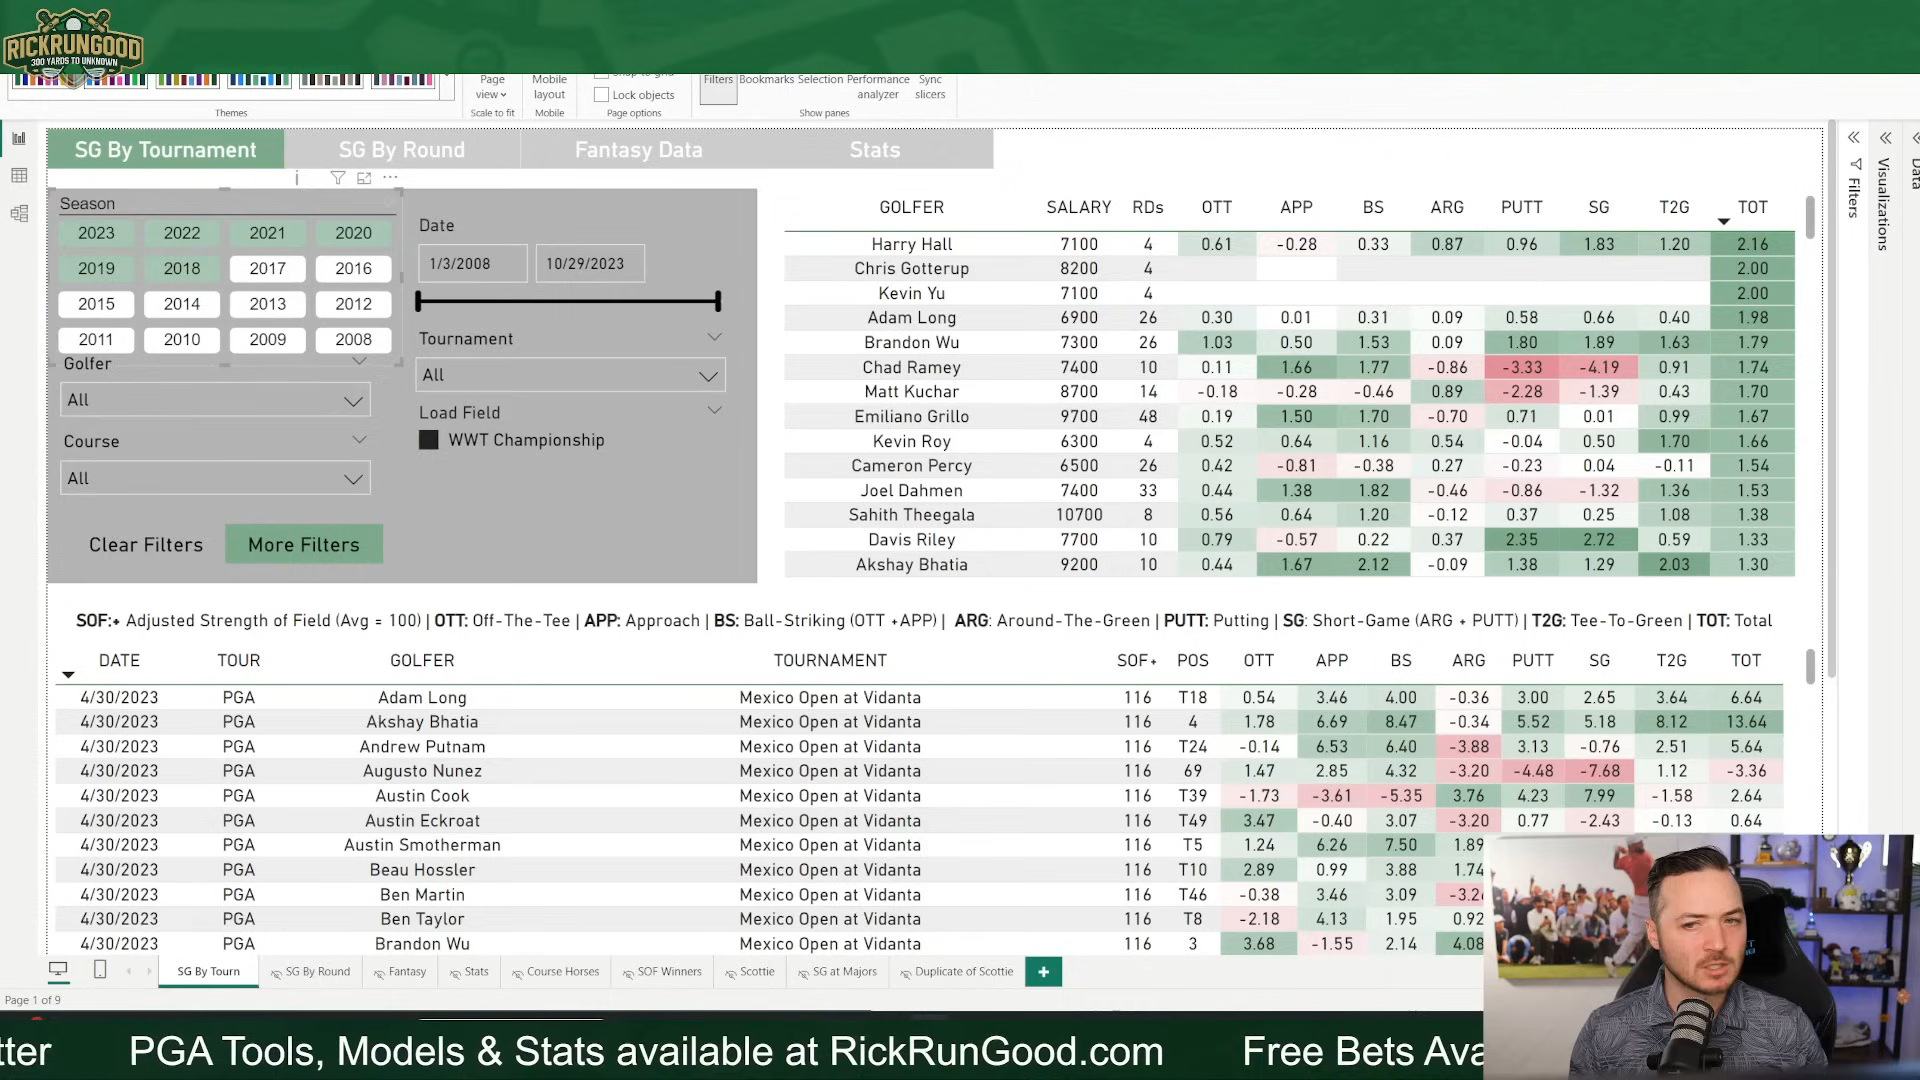 RICKRUNGOOD
300 YARDS TO UNKNOWN
Themes
Page view
Scale to fit
Mobile layout
Mobile
Snap to grid
Lock objects
Page options
Filters
Bookmarks
Selection
Performance analyzer
Sync slicers
Show panes
SG By Tournament
SG By Round
Fantasy Data
Stats
Season
2023 2022 2021 2020
2019 2018 2017 2016
2015 2014 2013 2012
2011 2010 2009 2008
Golfer
All
Course
All
Clear Filters
More Filters
Date
1/3/2008 10/29/2023
Tournament
All
Load Field
WWT Championship
GOLFER SALARY RDs OTT APP BS ARG PUTT SG T2G TOT
Harry Hall 7100 4 0.61 -0.28 0.33 0.87 0.96 1.83 1.20 2.16
Chris Gotterup 8200 4 2.00
Kevin Yu 7100 4 2.00
Adam Long 6900 26 0.30 0.01 0.31 0.09 0.58 0.66 0.40 1.98
Brandon Wu 7300 26 1.03 0.50 1.53 0.09 1.80 1.89 1.63 1.79
Chad Ramey 7400 10 0.11 1.66 1.77 -0.86 -3.33 -4.19 0.91 1.74
Matt Kuchar 8700 14 -0.18 -0.28 -0.46 0.89 -2.28 -1.39 0.43 1.70
Emiliano Grillo 9700 48 0.19 1.50 1.70 -0.70 0.71 0.01 0.99 1.67
Kevin Roy 6300 4 0.52 0.64 1.16 0.54 -0.04 0.50 1.70 1.66
Cameron Percy 6500 26 0.42 -0.81 -0.38 0.27 -0.23 0.04 -0.11 1.54
Joel Dahmen 7400 33 0.44 1.38 1.82 -0.46 -0.86 -1.32 1.36 1.53
Sahith Theegala 10700 8 0.56 0.64 1.20 -0.12 0.37 0.25 1.08 1.38
Davis Riley 7700 10 0.79 -0.57 0.22 0.37 2.35 2.72 0.59 1.33
Akshay Bhatia 9200 10 0.44 1.67 2.12 -0.09 1.38 1.29 2.03 1.30
Filters
Visualizations
Data
SOF:+ Adjusted Strength of Field (Avg = 100) | OTT: Off-The-Tee | APP: Approach | BS: Ball-Striking (OTT +APP) | ARG: Around-The-Green | PUTT: Putting | SG: Short-Game (ARG + PUTT) | T2G: Tee-To-Green | TOT: Total
DATE TOUR GOLFER TOURNAMENT SOF+ POS OTT APP BS ARG PUTT SG T2G TOT
4/30/2023 PGA Adam Long Mexico Open at Vidanta 116 T18 0.54 3.46 4.00 -0.36 3.00 2.65 3.64 6.64
4/30/2023 PGA Akshay Bhatia Mexico Open at Vidanta 116 4 1.78 6.69 8.47 -0.34 5.52 5.18 8.12 13.64
4/30/2023 PGA Andrew Putnam Mexico Open at Vidanta 116 T24 -0.14 6.53 6.40 -3.88 3.13 -0.76 2.51 5.64
4/30/2023 PGA Augusto Nunez Mexico Open at Vidanta 116 69 1.47 2.85 4.32 -3.20 -4.48 -7.68 1.12 -3.36
4/30/2023 PGA Austin Cook Mexico Open at Vidanta 116 T39 -1.73 -3.61 -5.35 3.76 4.23 7.99 -1.58 2.64
4/30/2023 PGA Austin Eckroat Mexico Open at Vidanta 116 T49 3.47 -0.40 3.07 -3.20 0.77 -2.43 -0.13 0.64
4/30/2023 PGA Austin Smotherman Mexico Open at Vidanta 116 T5 1.24 6.26 7.50 1.89
4/30/2023 PGA Beau Hossler Mexico Open at Vidanta 116 T10 2.89 0.99 3.88 1.74
4/30/2023 PGA Ben Martin Mexico Open at Vidanta 116 T46 -0.38 3.46 3.09
4/30/2023 PGA Ben Taylor Mexico Open at Vidanta 116 T8 -2.18 4.13 1.95 0.92
4/30/2023 PGA Brandon Wu Mexico Open at Vidanta 116 3 3.68 -1.55 2.14 4.08
SG By Tourn
SG By Round
Fantasy
Stats
Course Horses
SOF Winners
Scottie
SG at Majors
Duplicate of Scottie
+
Page 1 of 9
tter PGA Tools, Models & Stats available at RickRunGood.com Free Bets Ava